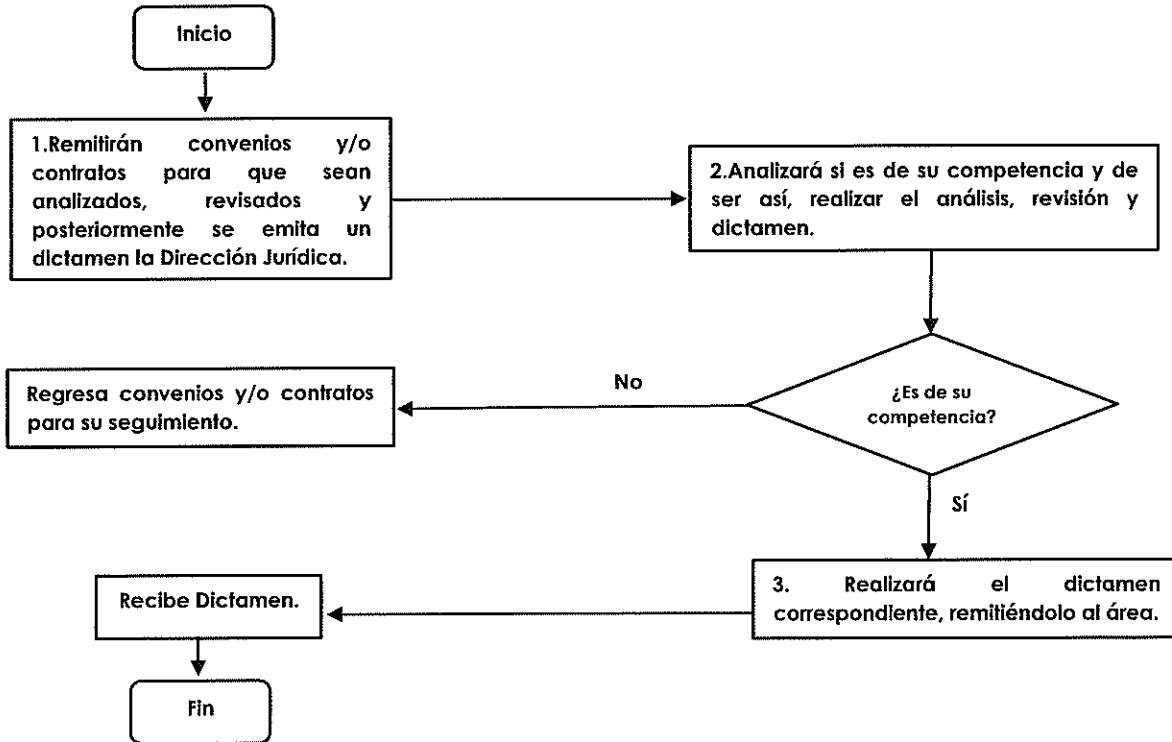 Inicio
1.Remitirán convenios y/o
contratos para que sean
analizados, revisados y
posteriormente se emita un
dictamen la Dirección Jurídica.
2.Analizará si es de su competencia y de
ser así, realizar el análisis, revisión y
dictamen.
¿Es de su
competencia?
No
Regresa convenios y/o contratos
para su seguimiento.
Sí
3. Realizará el dictamen
correspondiente, remitiéndolo al área.
Recibe Dictamen.
Fin